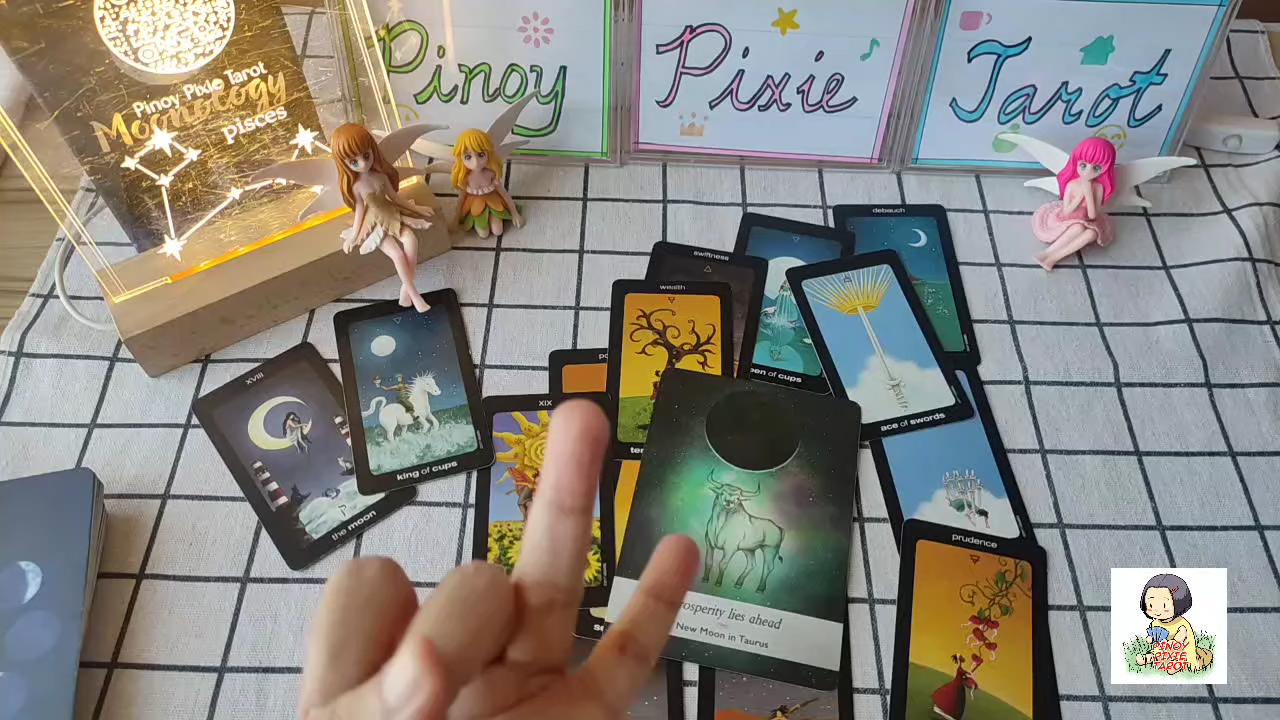 Pinoy
Pixie
Tarot
Pinoy Pixie Tarot
Moonology
Pisces
debauch
swiftness
wealth
queen of cups
ace of swords
XVIII
the moon
king of cups
XIX
prosperity lies ahead
New Moon in Taurus
prudence
PINOY
PIXIE
TAROT